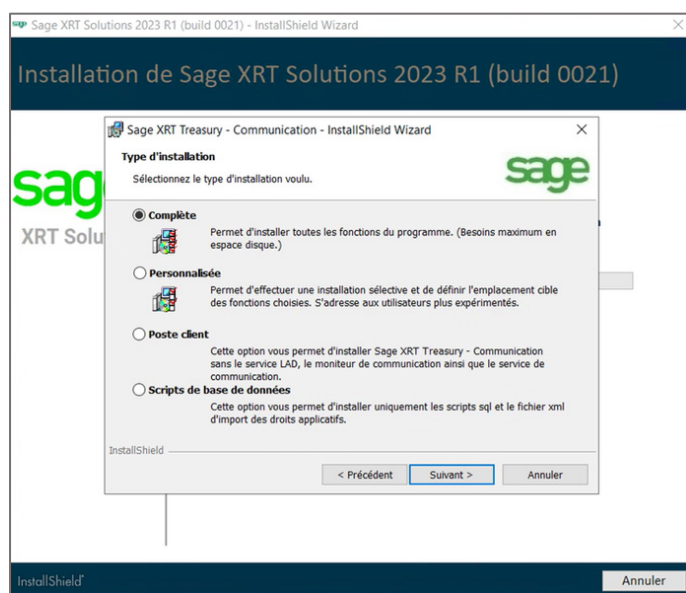 Sage XRT Solutions 2023 R1 (build 0021) - InstallShield Wizard
Installation de Sage XRT Solutions 2023 R1 (build 0021)
sag
XRT Solu
Sage XRT Treasury - Communication - InstallShield Wizard
Type d'installation
Sélectionnez le type d'installation voulu.
sage
Complète
Permet d'installer toutes les fonctions du programme. (Besoins maximum en
espace disque.)
Personnalisée
Permet d'effectuer une installation sélective et de définir l'emplacement cible
des fonctions choisies. S'adresse aux utilisateurs plus expérimentés.
Poste client
Cette option vous permet d'installer Sage XRT Treasury - Communication
sans le service LAD, le moniteur de communication ainsi que le service de
communication.
Scripts de base de données
Cette option vous permet d'installer uniquement les scripts sql et le fichier xml
d'import des droits applicatifs.
InstallShield
< Précédent
Suivant >
Annuler
InstallShield
Annuler